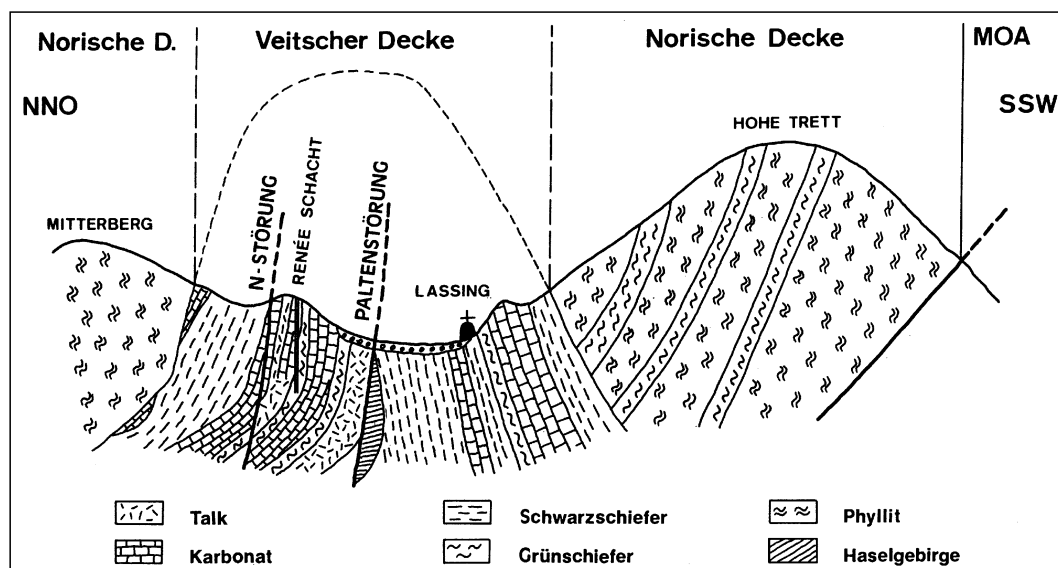 Norische D.
Veitscher Decke
Norische Decke
MOA
NNO
SSW
HOHE TRETT
MITTERBERG
N-STÖRUNG
RENÉE SCHACHT
PALTENSTÖRUNG
LASSING
Talk
Schwarzschiefer
Phyllit
Karbonat
Grünschiefer
Haselgebirge